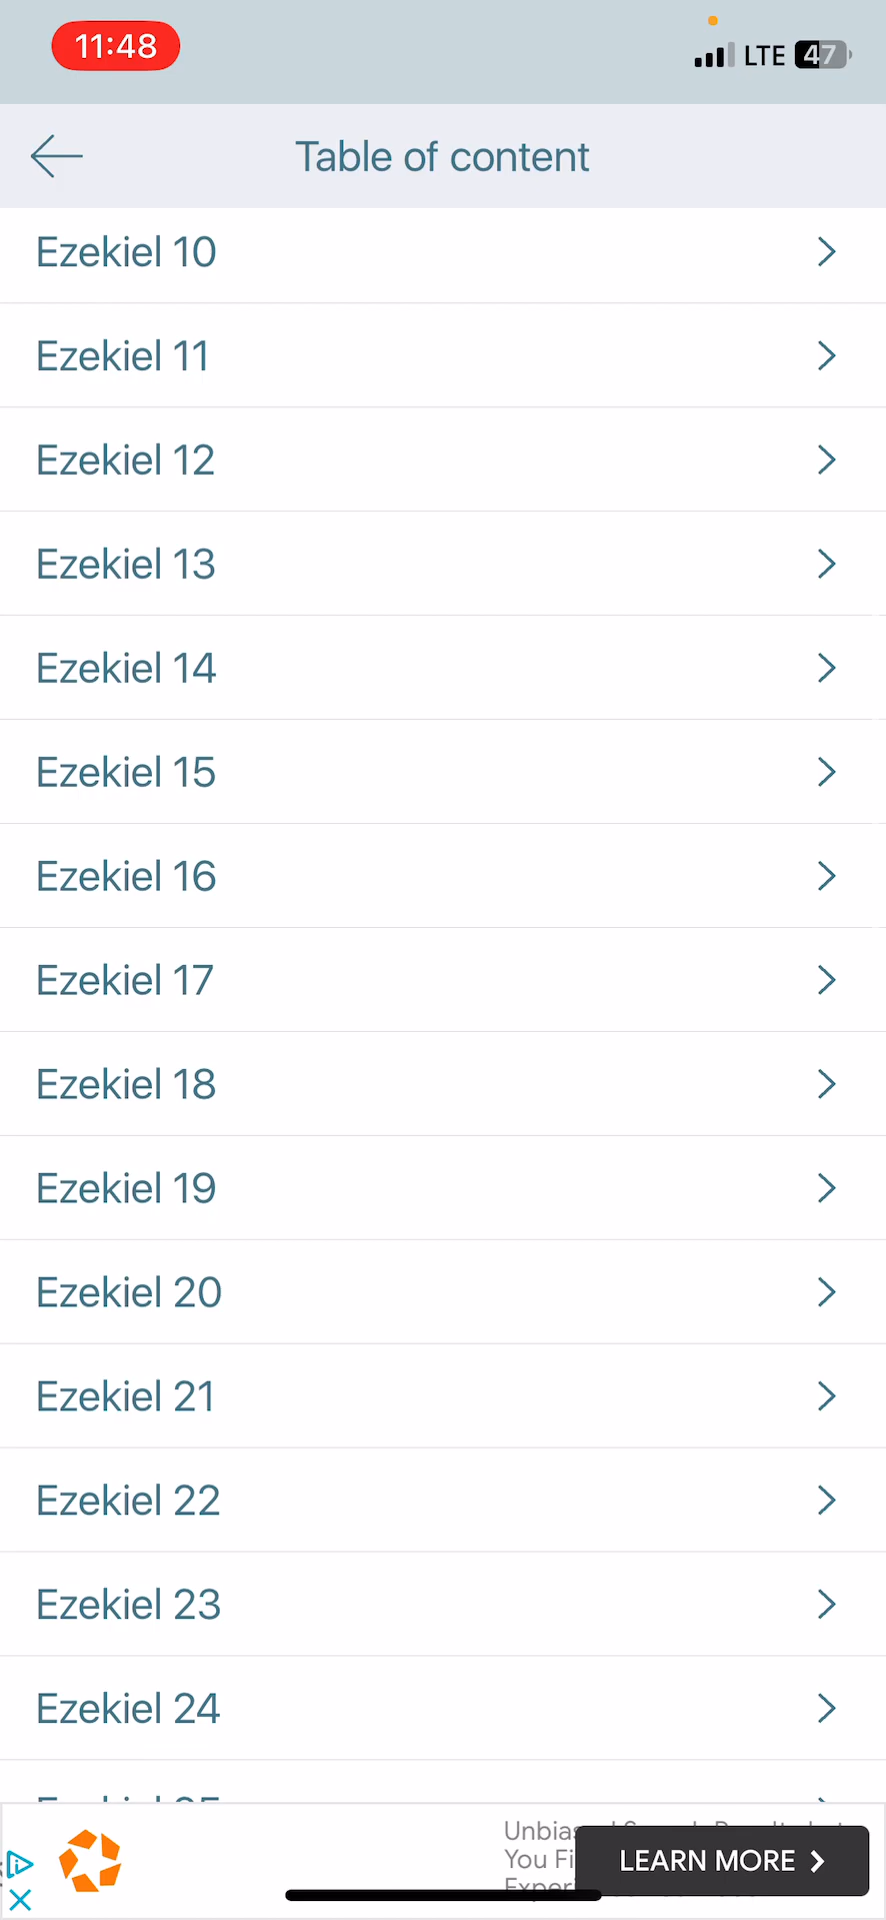 11:48
LTE 47
Table of content
Ezekiel 10
Ezekiel 11
Ezekiel 12
Ezekiel 13
Ezekiel 14
Ezekiel 15
Ezekiel 16
Ezekiel 17
Ezekiel 18
Ezekiel 19
Ezekiel 20
Ezekiel 21
Ezekiel 22
Ezekiel 23
Ezekiel 24
You
LEARN MORE